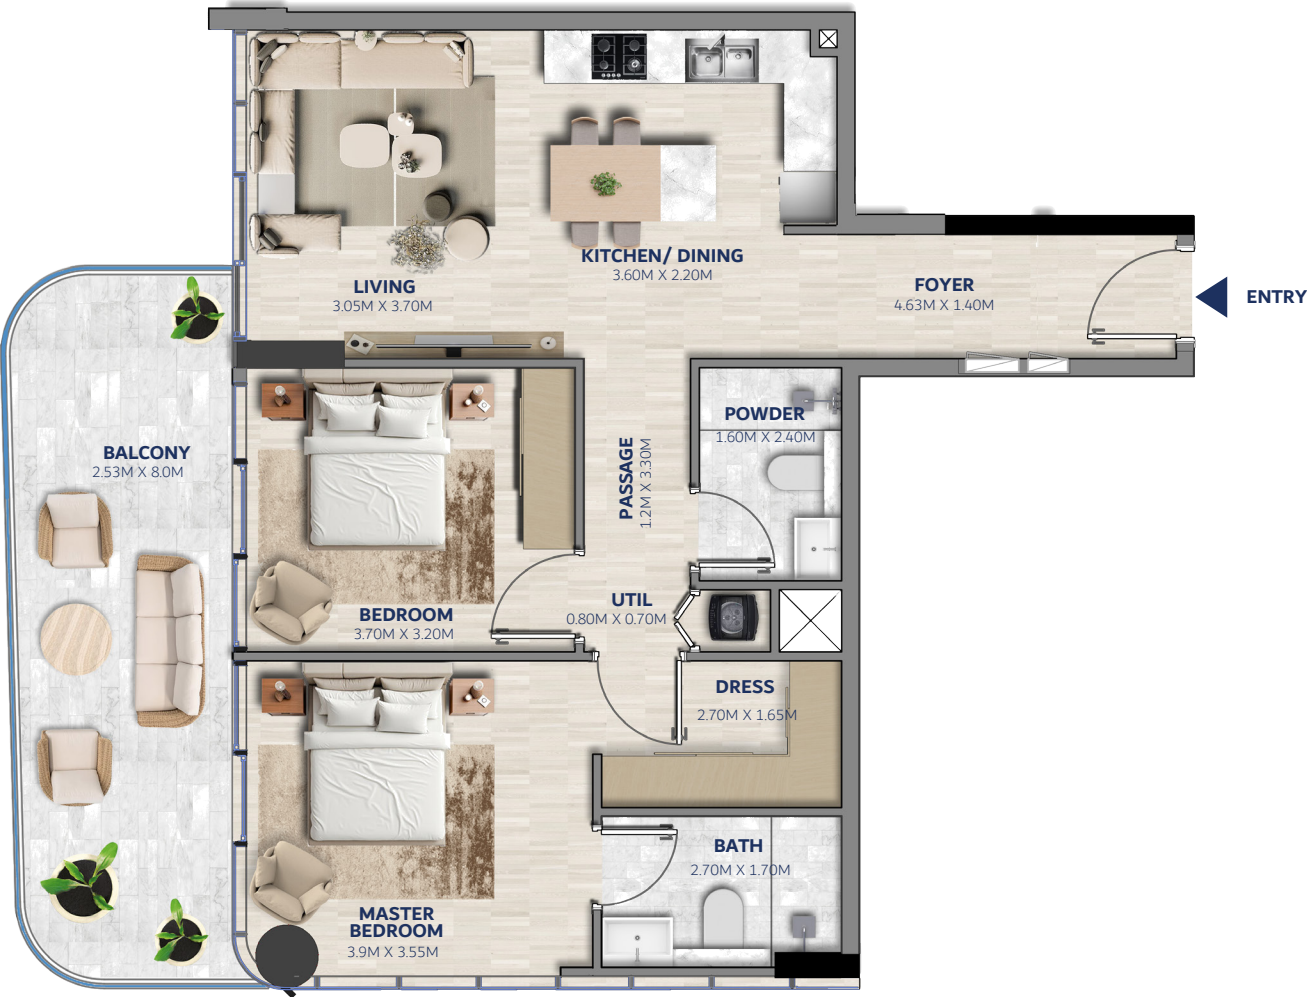 KITCHEN/ DINING
3.60M X 2.20M
LIVING
3.05M X 3.70M
FOYER
4.63M X 1.40M
ENTRY
POWDER
1.60M X 2.40M
BALCONY
2.53M X 8.0M
PASSAGE
1.2M X 3.30M
UTIL
0.80M X 0.70M
BEDROOM
3.70M X 3.20M
DRESS
2.70M X 1.65M
BATH
2.70M X 1.70M
MASTER
BEDROOM
3.9M X 3.55M